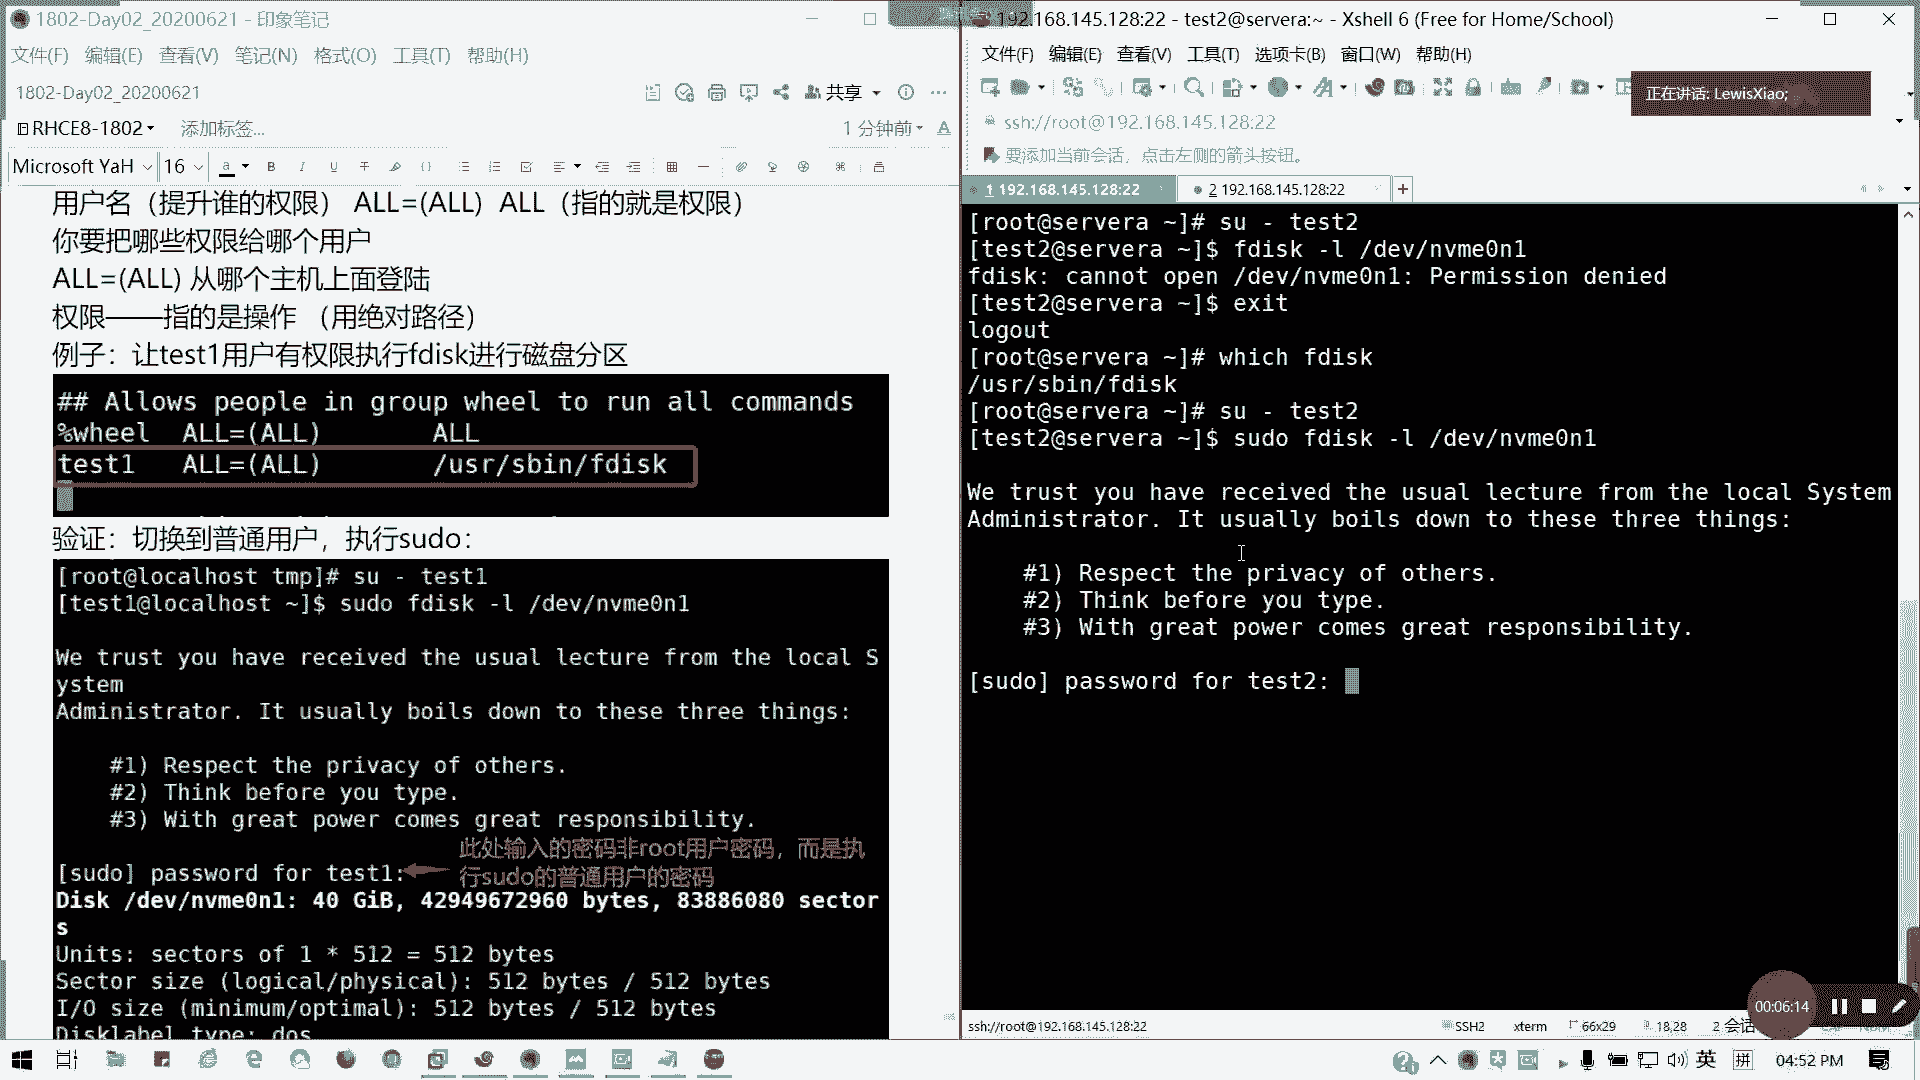 1802-Day02_20200621 - 印象笔记
文件(F) 编辑(E) 查看(V) 笔记(N) 格式(O) 工具(T) 帮助(H)
1802-Day02_20200621
共享
RHCE8-1802
添加标签...
1 分钟前
Microsoft YaH 16
用户名（提升谁的权限） ALL=(ALL) ALL（指的就是权限）
你要把哪些权限给哪个用户
ALL=(ALL) 从哪个主机上面登陆
权限——指的是操作 （用绝对路径）
例子：让test1用户有权限执行fdisk进行磁盘分区
## Allows people in group wheel to run all commands
%wheel ALL=(ALL) ALL
test1 ALL=(ALL) /usr/sbin/fdisk
验证：切换到普通用户，执行sudo：
[root@localhost tmp]# su - test1
[test1@localhost ~]$ sudo fdisk -l /dev/nvme0n1
We trust you have received the usual lecture from the local S
ystem
Administrator. It usually boils down to these three things:
#1) Respect the privacy of others.
#2) Think before you type.
#3) With great power comes great responsibility.
此处输入的密码非root用户密码，而是执
行sudo的普通用户的密码
[sudo] password for test1:
Disk /dev/nvme0n1: 40 GiB, 42949672960 bytes, 83886080 sector
s
Units: sectors of 1 * 512 = 512 bytes
Sector size (logical/physical): 512 bytes / 512 bytes
I/O size (minimum/optimal): 512 bytes / 512 bytes
Disklabel type: dos
192.168.145.128:22 - test2@servera:~ - Xshell 6 (Free for Home/School)
文件(F) 编辑(E) 查看(V) 工具(T) 选项卡(B) 窗口(W) 帮助(H)
正在讲话: LewisXiao;
ssh://root@192.168.145.128:22
要添加当前会话，点击左侧的箭头按钮。
1 192.168.145.128:22
2 192.168.145.128:22
[root@servera ~]# su - test2
[test2@servera ~]$ fdisk -l /dev/nvme0n1
fdisk: cannot open /dev/nvme0n1: Permission denied
[test2@servera ~]$ exit
logout
[root@servera ~]# which fdisk
/usr/sbin/fdisk
[root@servera ~]# su - test2
[test2@servera ~]$ sudo fdisk -l /dev/nvme0n1
We trust you have received the usual lecture from the local System
Administrator. It usually boils down to these three things:
#1) Respect the privacy of others.
#2) Think before you type.
#3) With great power comes great responsibility.
[sudo] password for test2:
00:06:14
ssh://root@192.168.145.128:22 SSH2 xterm 66x29 18,28 2 会话
英 拼 04:52 PM